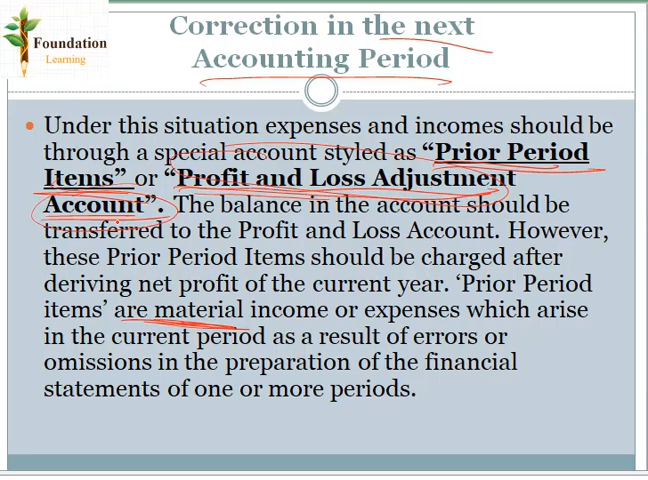 Foundation
Learning
Correction in the next
Accounting Period
Under this situation expenses and incomes should be
through a special account styled as “Prior Period
Items” or “Profit and Loss Adjustment
Account”. The balance in the account should be
transferred to the Profit and Loss Account. However,
these Prior Period Items should be charged after
deriving net profit of the current year. ‘Prior Period
items’ are material income or expenses which arise
in the current period as a result of errors or
omissions in the preparation of the financial
statements of one or more periods.